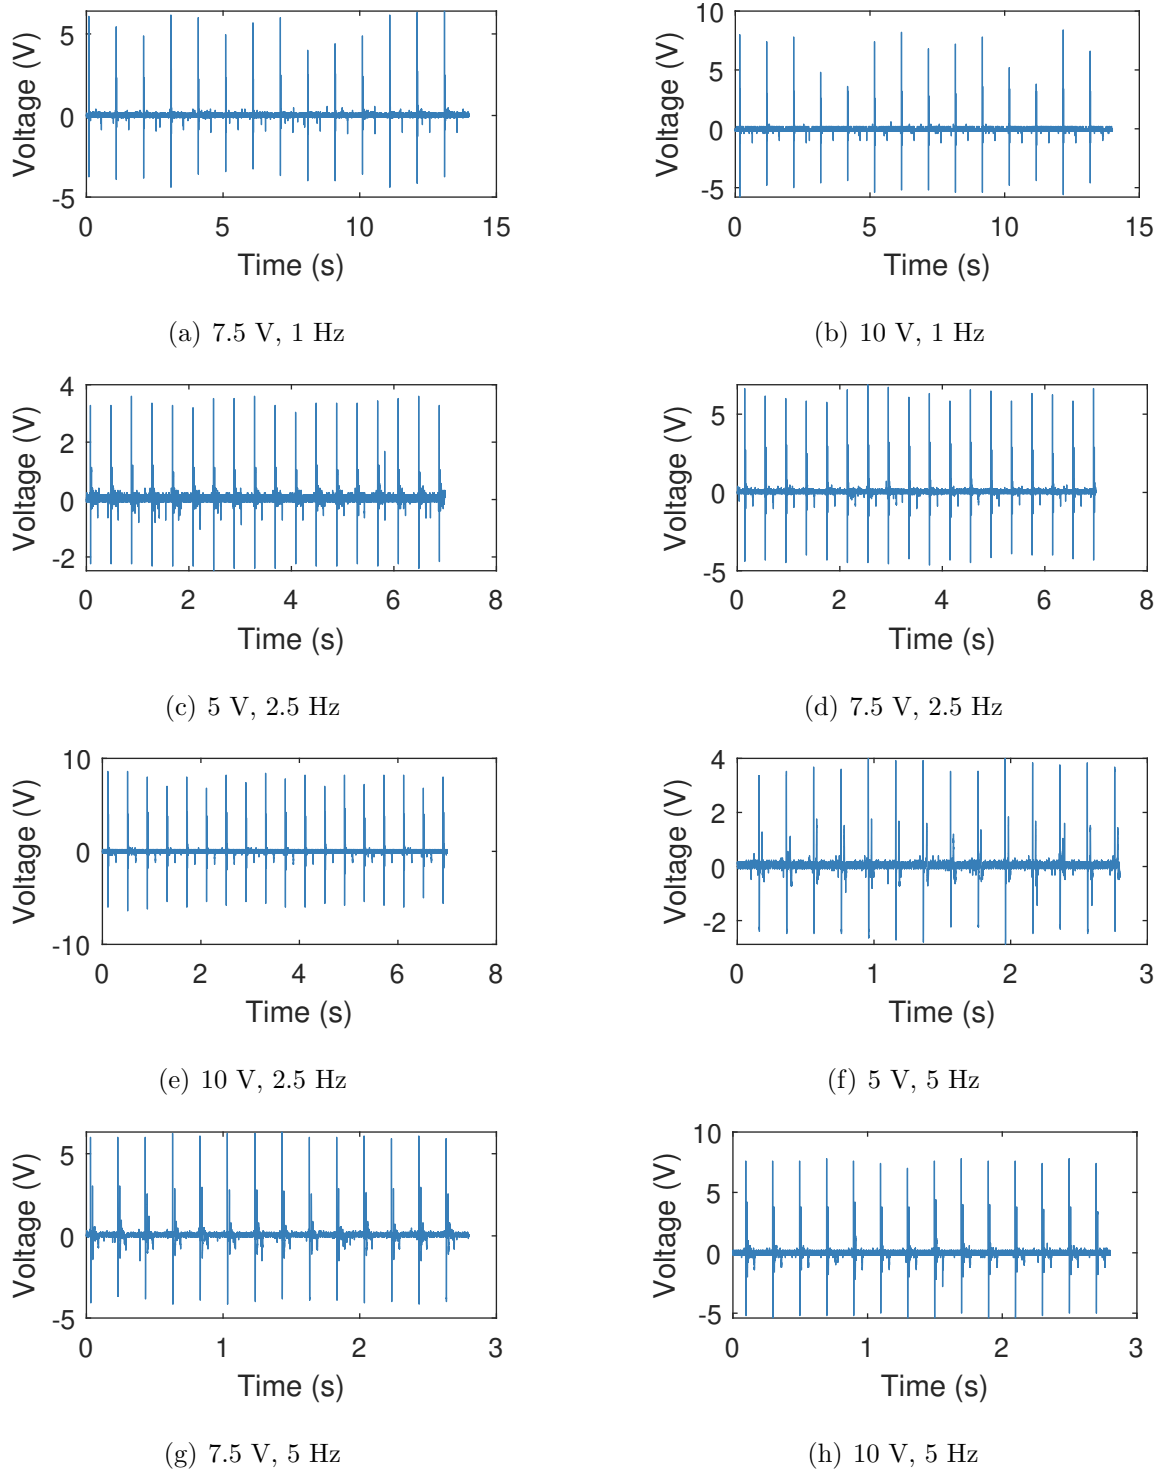 Voltage (V)
5
0
-5
0 5 10 15
Time (s)
(a) 7.5 V, 1 Hz
Voltage (V)
10
5
0
-5
0 5 10 15
Time (s)
(b) 10 V, 1 Hz
Voltage (V)
4
2
0
-2
0 2 4 6 8
Time (s)
(c) 5 V, 2.5 Hz
Voltage (V)
5
0
-5
0 2 4 6 8
Time (s)
(d) 7.5 V, 2.5 Hz
Voltage (V)
10
0
-10
0 2 4 6 8
Time (s)
(e) 10 V, 2.5 Hz
Voltage (V)
4
2
0
-2
0 1 2 3
Time (s)
(f) 5 V, 5 Hz
Voltage (V)
5
0
-5
0 1 2 3
Time (s)
(g) 7.5 V, 5 Hz
Voltage (V)
10
5
0
-5
0 1 2 3
Time (s)
(h) 10 V, 5 Hz